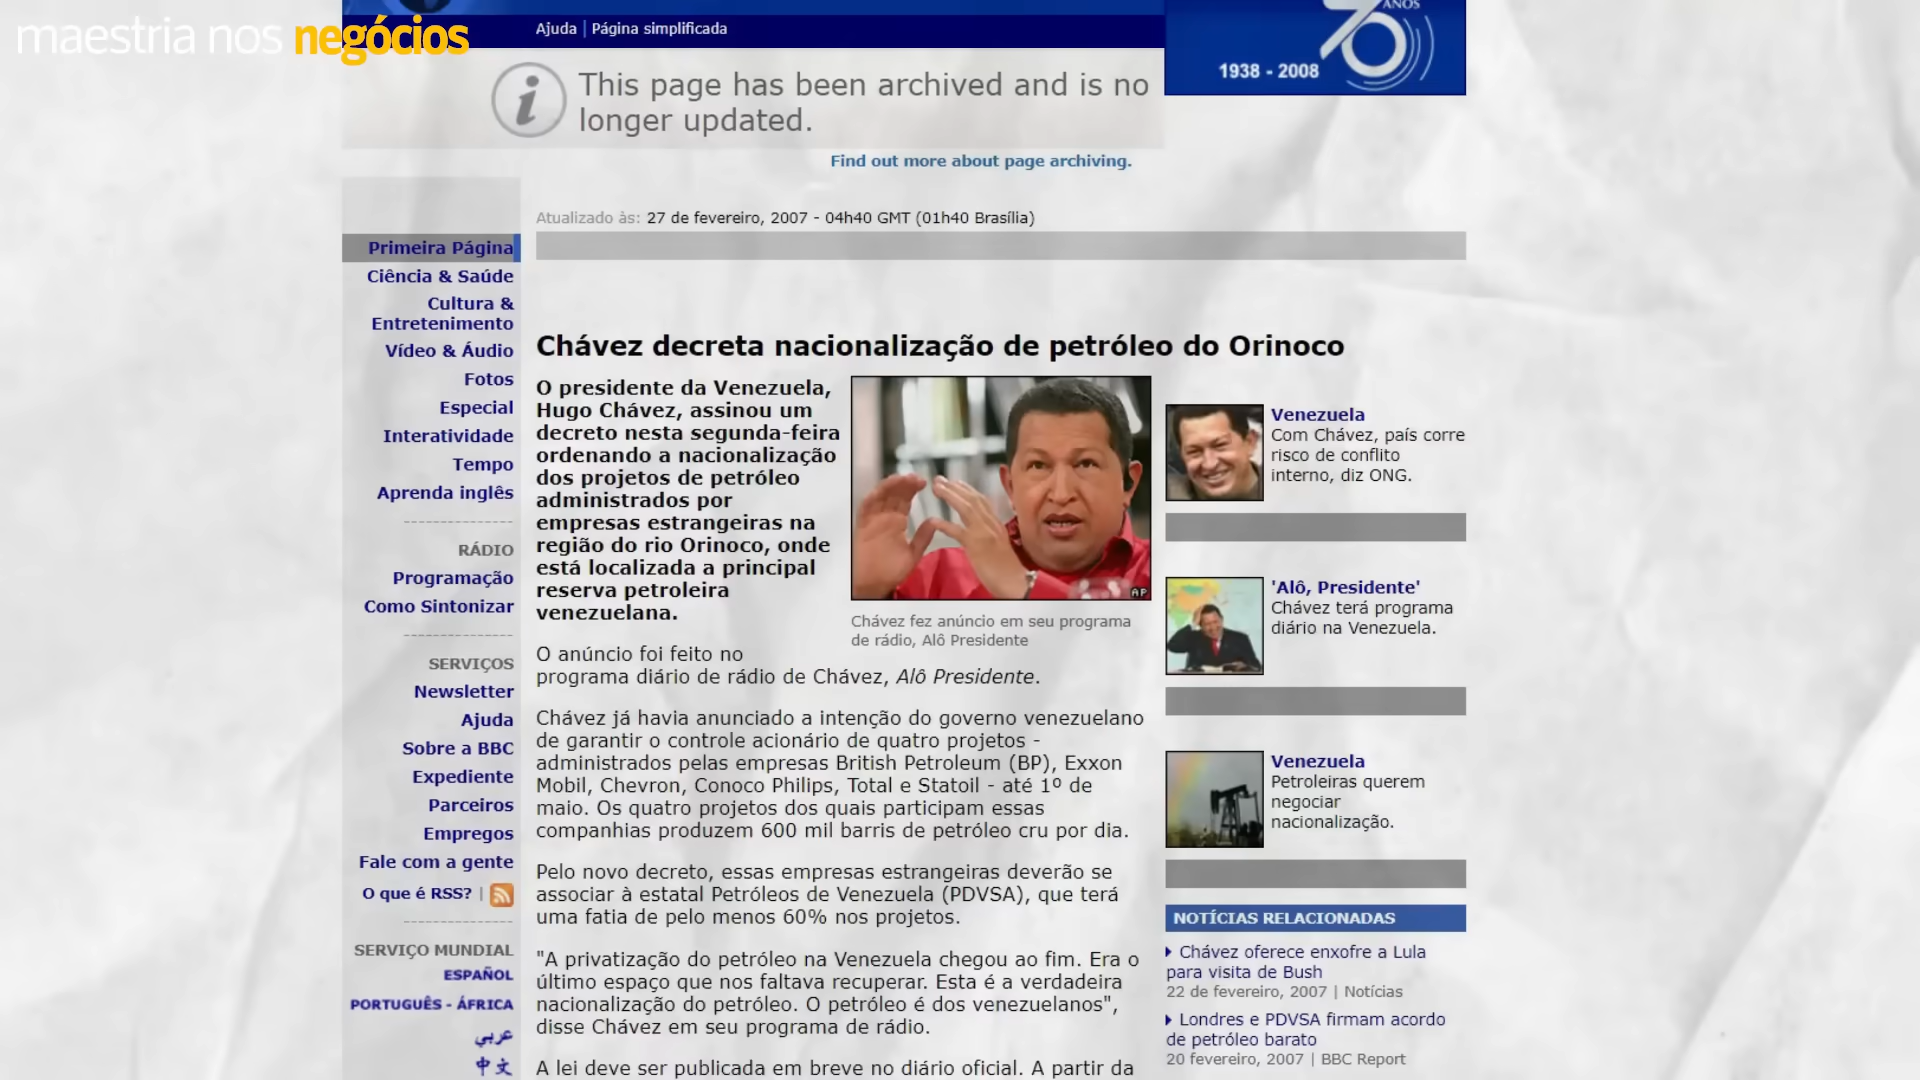 maestria nos negócios
Ajuda | Página simplificada
ANOS
70
1938 - 2008
This page has been archived and is no
longer updated.
Find out more about page archiving.
Atualizado às: 27 de fevereiro, 2007 - 04h40 GMT (01h40 Brasília)
Primeira Página
Ciência & Saúde
Cultura &
Entretenimento
Vídeo & Áudio
Fotos
Especial
Interatividade
Tempo
Aprenda inglês
RÁDIO
Programação
Como Sintonizar
SERVIÇOS
Newsletter
Ajuda
Sobre a BBC
Expediente
Parceiros
Empregos
Fale com a gente
O que é RSS? |
SERVIÇO MUNDIAL
ESPAÑOL
PORTUGUÊS - ÁFRICA
عربي
中文
Chávez decreta nacionalização de petróleo do Orinoco
O presidente da Venezuela,
Hugo Chávez, assinou um
decreto nesta segunda-feira
ordenando a nacionalização
dos projetos de petróleo
administrados por
empresas estrangeiras na
região do rio Orinoco, onde
está localizada a principal
reserva petroleira
venezuelana.
AP
Chávez fez anúncio em seu programa
de rádio, Alô Presidente
O anúncio foi feito no
programa diário de rádio de Chávez, Alô Presidente.
Chávez já havia anunciado a intenção do governo venezuelano
de garantir o controle acionário de quatro projetos -
administrados pelas empresas British Petroleum (BP), Exxon
Mobil, Chevron, Conoco Philips, Total e Statoil - até 1º de
maio. Os quatro projetos dos quais participam essas
companhias produzem 600 mil barris de petróleo cru por dia.
Pelo novo decreto, essas empresas estrangeiras deverão se
associar à estatal Petróleos de Venezuela (PDVSA), que terá
uma fatia de pelo menos 60% nos projetos.
"A privatização do petróleo na Venezuela chegou ao fim. Era o
último espaço que nos faltava recuperar. Esta é a verdadeira
nacionalização do petróleo. O petróleo é dos venezuelanos",
disse Chávez em seu programa de rádio.
A lei deve ser publicada em breve no diário oficial. A partir da
Venezuela
Com Chávez, país corre
risco de conflito
interno, diz ONG.
'Alô, Presidente'
Chávez terá programa
diário na Venezuela.
Venezuela
Petroleiras querem
negociar
nacionalização.
NOTÍCIAS RELACIONADAS
Chávez oferece enxofre a Lula
para visita de Bush
22 de fevereiro, 2007 | Notícias
Londres e PDVSA firmam acordo
de petróleo barato
20 fevereiro, 2007 | BBC Report